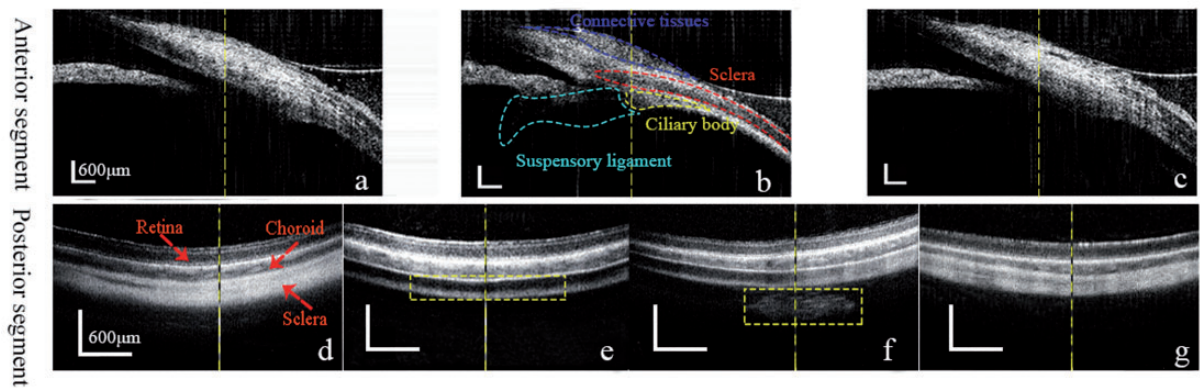 Anterior segment
Connective tissues
Sclera
Ciliary body
Suspensory ligament
600μm
a
b
c
Posterior segment
Retina
Choroid
Sclera
600μm
d
e
f
g